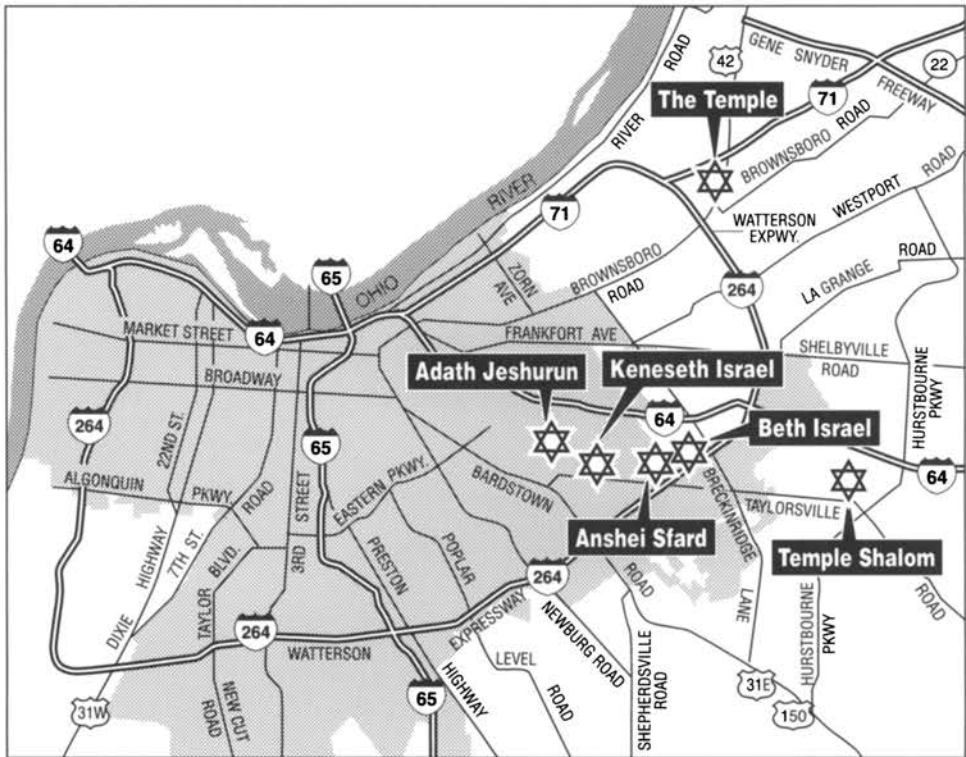 RIVER
ROAD
42
GENE SNYDER
FREEWAY
22
The Temple
71
BROWNSBORO
ROAD
WESTPORT
ROAD
WATTERSON
EXPWY.
LA GRANGE
ROAD
264
OHIO
RIVER
71
ZORN
AVE
BROWNSBORO
ROAD
64
65
MARKET STREET
64
FRANKFORT AVE
SHELBYVILLE
ROAD
BROADWAY
Adath Jeshurun
Keneseth Israel
HURSTBOURNE
PKWY
264
22ND ST.
65
64
Beth Israel
64
ALGONQUIN
PKWY.
ROAD
STREET
EASTERN PKWY.
BARDSTOWN
BRECKINRIDGE
TAYLORSVILLE
Anshei Sfard
Temple Shalom
DIXIE
HIGHWAY
7TH ST.
TAYLOR
BLVD.
3RD
PRESTON
POPLAR
264
ROAD
LANE
HURSTBOURNE
PKWY
ROAD
264
WATTERSON
EXPRESSWAY
NEWBURG ROAD
LEVEL
ROAD
SHEPHERDSVILLE
ROAD
31E
150
31W
NEW CUT
ROAD
65
HIGHWAY